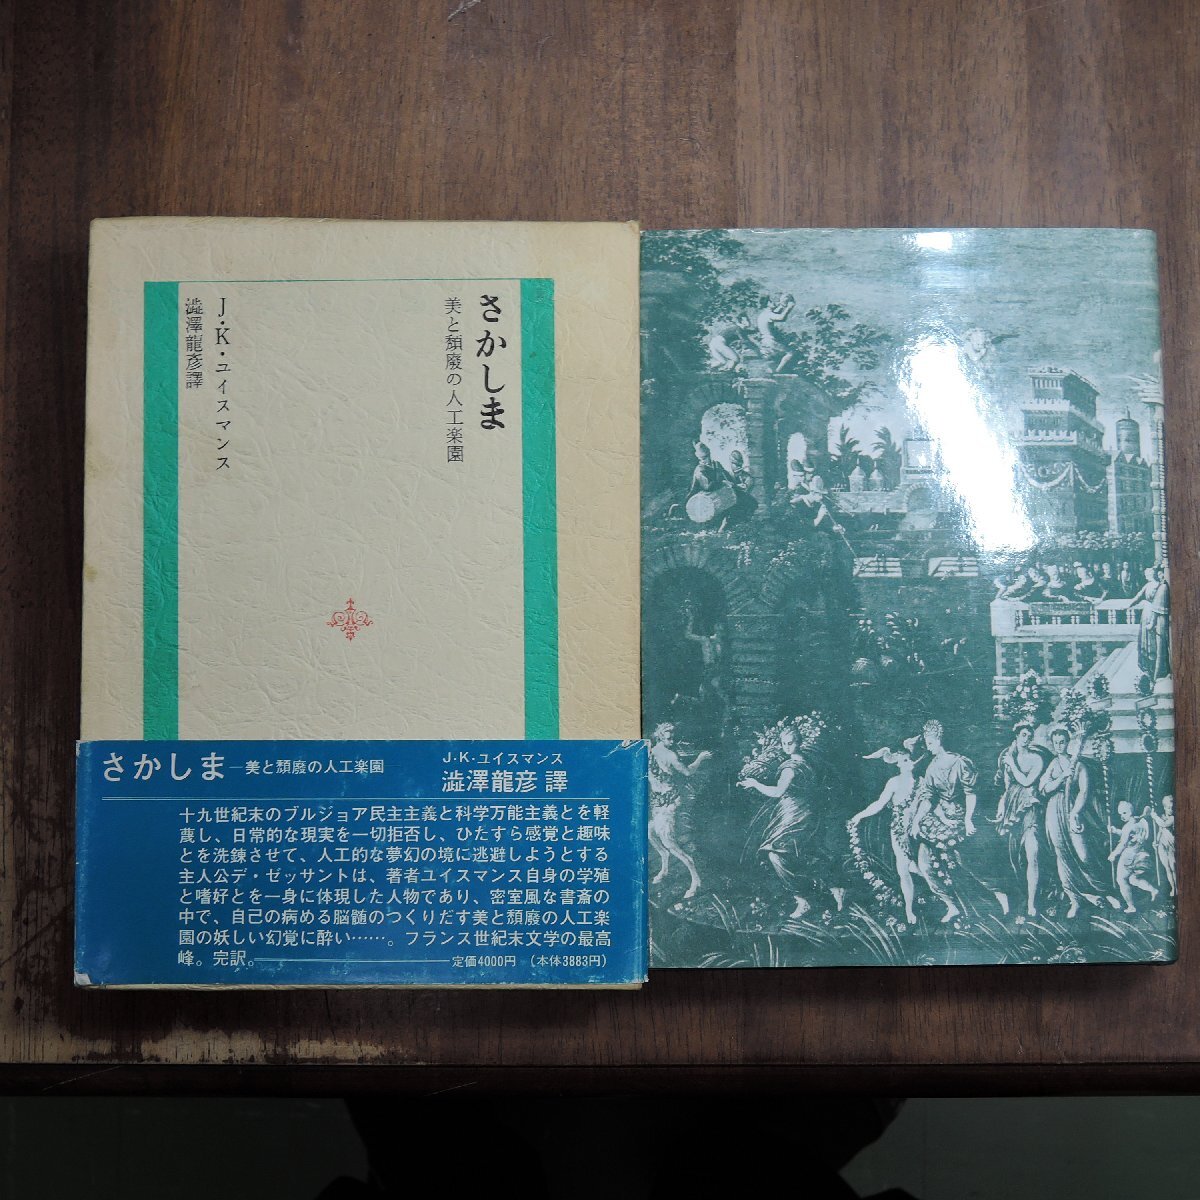 さかしま
美と頽廢の人工楽園
J・K・ユイスマンス
澁澤龍彦譯
さかしま—美と頽廢の人工楽園
J・K・ユイスマンス
澁澤龍彦 譯
十九世紀末のブルジョア民主主義と科学万能主義とを軽
蔑し、日常的な現実を一切拒否し、ひたすら感覚と趣味
とを洗錬させて、人工的な夢幻の境に逃避しようとする
主人公デ・ゼッサントは、著者ユイスマンス自身の学殖
と嗜好とを一身に体現した人物であり、密室風な書斎の
中で、自己の病める脳髄のつくりだす美と頽廢の人工楽
園の妖しい幻覚に酔い……。フランス世紀末文学の最高
峰。完訳。――定価4000円 (本体3883円)